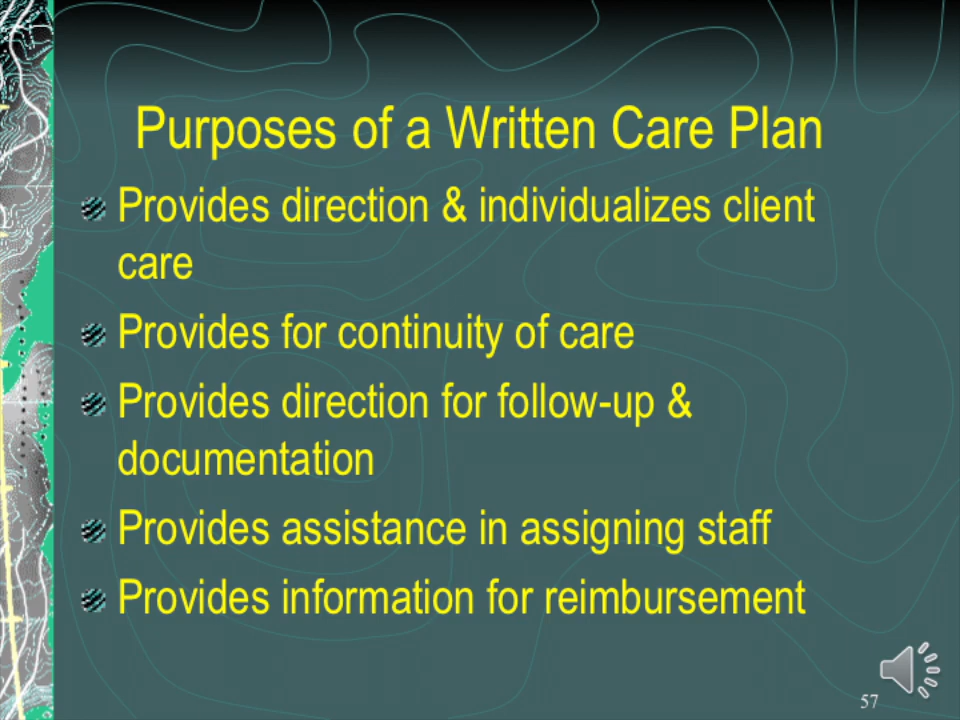 Purposes of a Written Care Plan
Provides direction & individualizes client
care
Provides for continuity of care
Provides direction for follow-up &
documentation
Provides assistance in assigning staff
Provides information for reimbursement
57